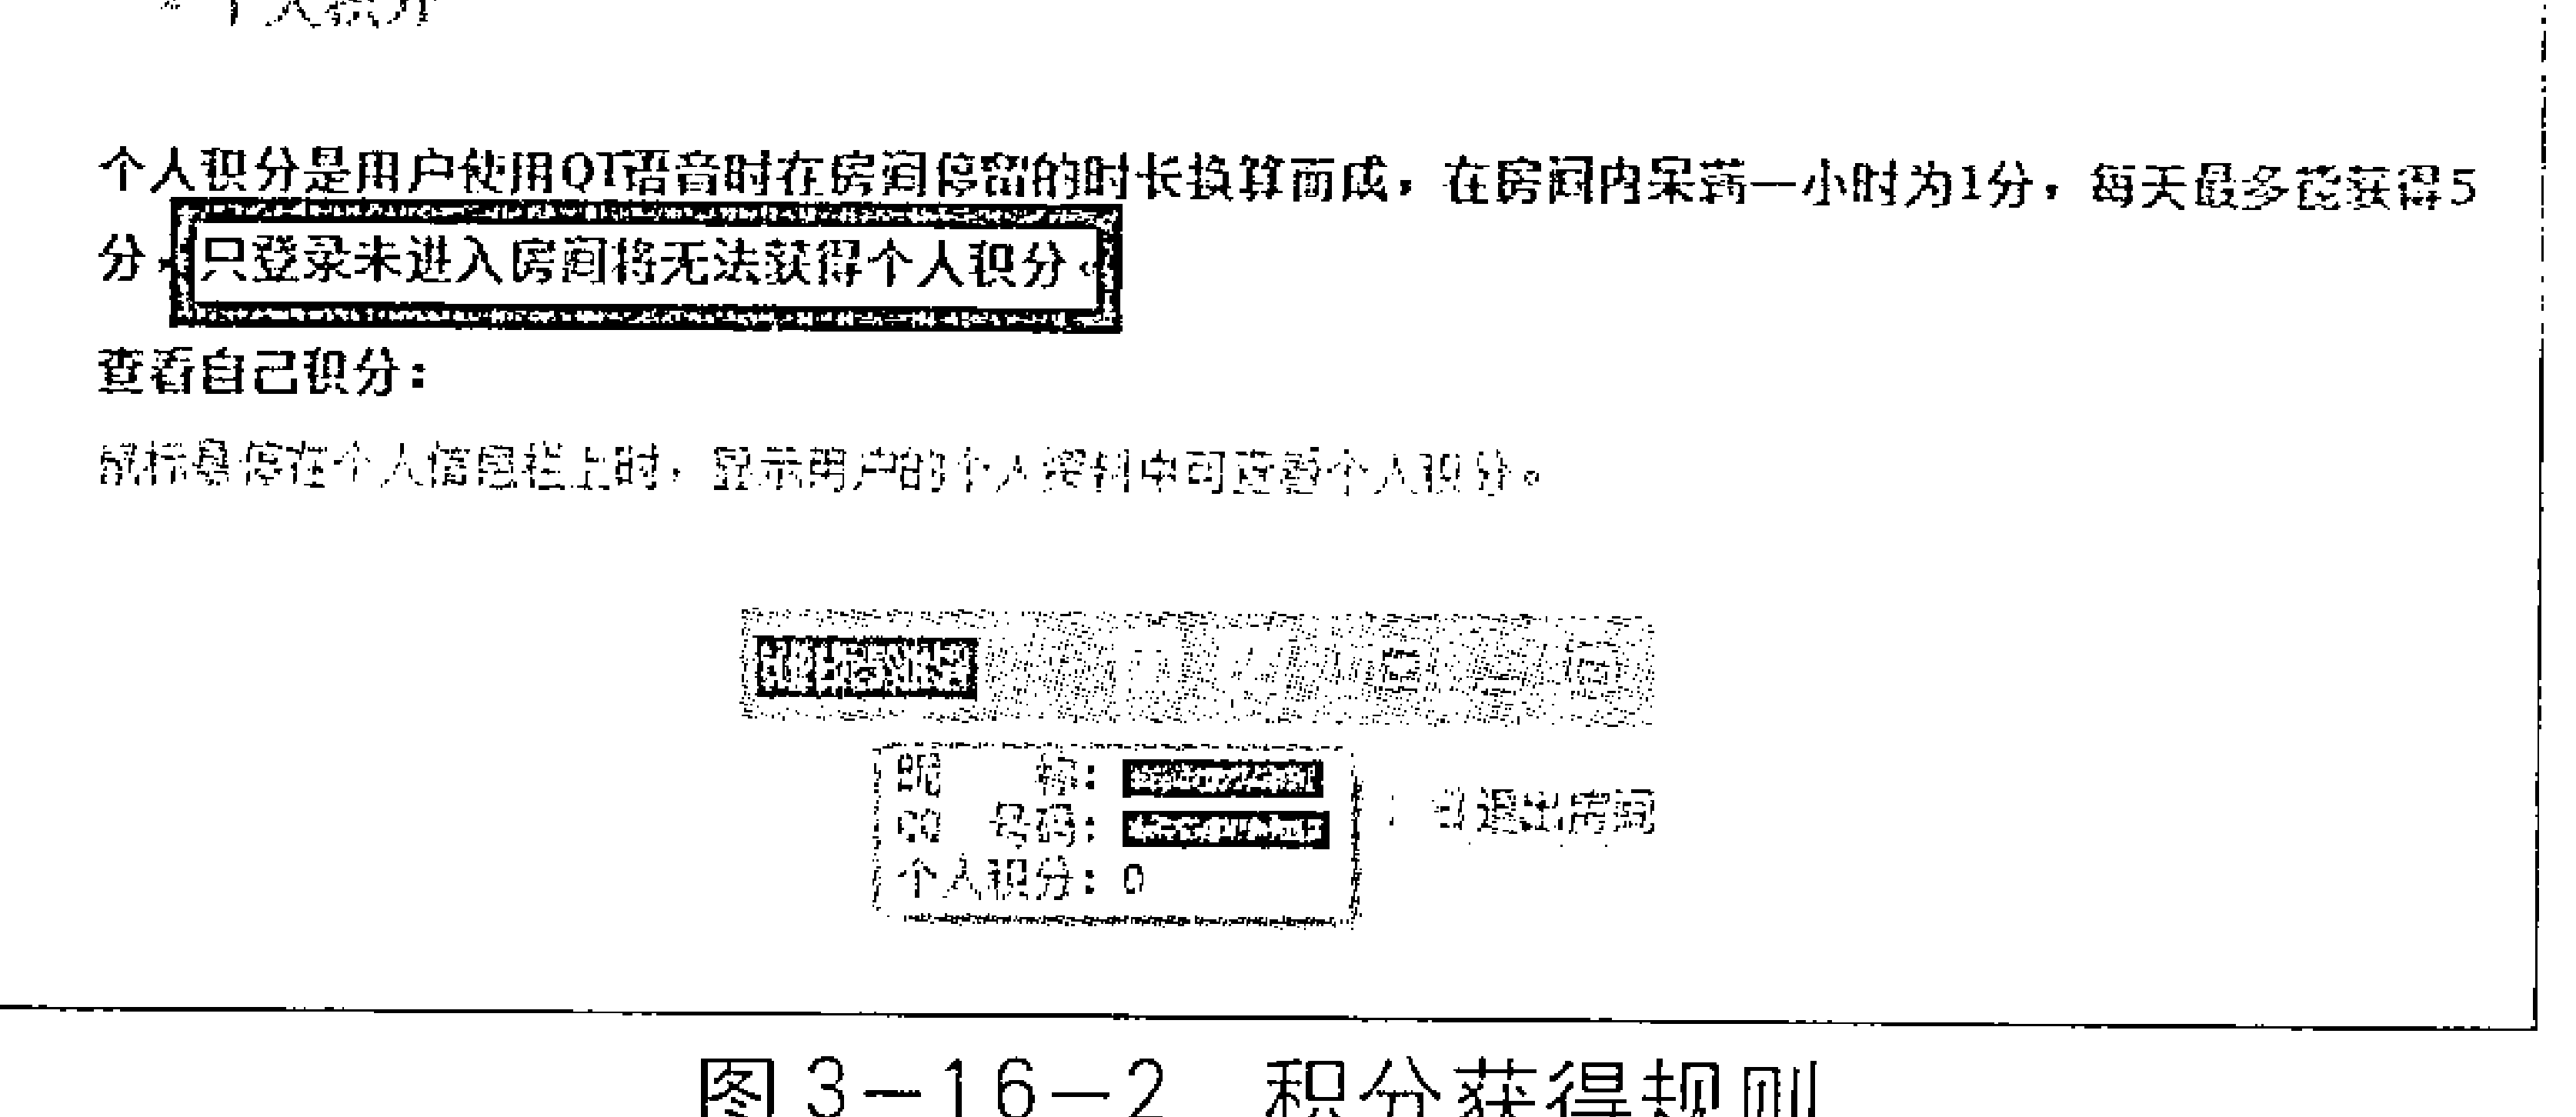 个人积分
个人积分是用户使用QT语音时在房间停留的时长换算而成，在房间内呆满一小时为1分，每天最多能获得5
分，只登录未进入房间将无法获得个人积分。
查看自己积分：
鼠标悬停在个人信息栏上时，显示用户的个人资料中可查看个人积分。
昵 称：
QQ 号码：
个人积分：0
退出房间
图3-16-2 积分获得规则